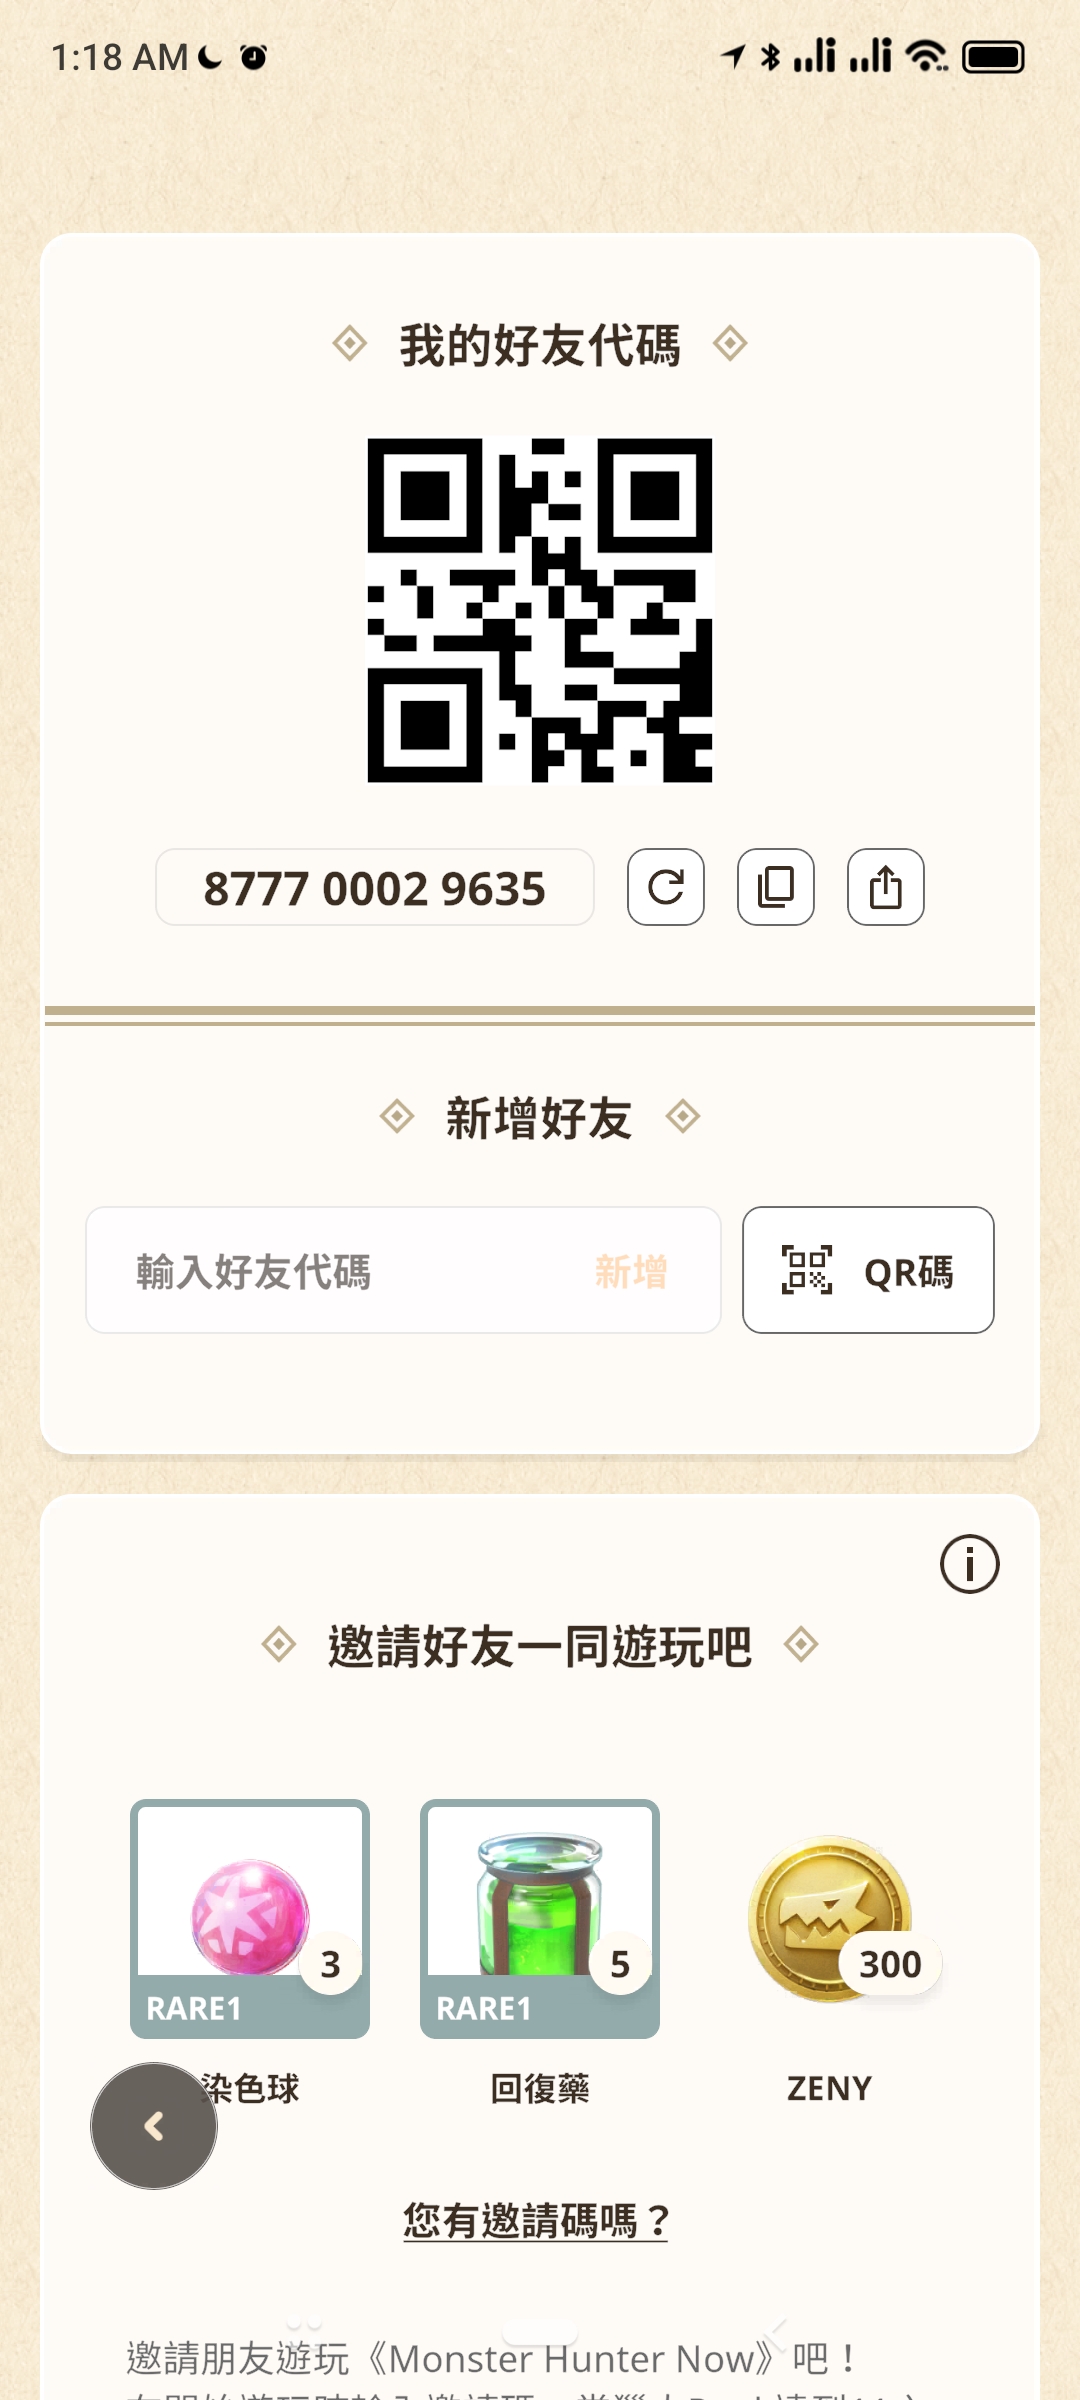 1:18 AM
我的好友代碼
8777 0002 9635
新增好友
輸入好友代碼 新增 QR碼
邀請好友一同遊玩吧
3 5 300
RARE1 RARE1
染色球 回復藥 ZENY
您有邀請碼嗎？
邀請朋友遊玩《Monster Hunter Now》吧！